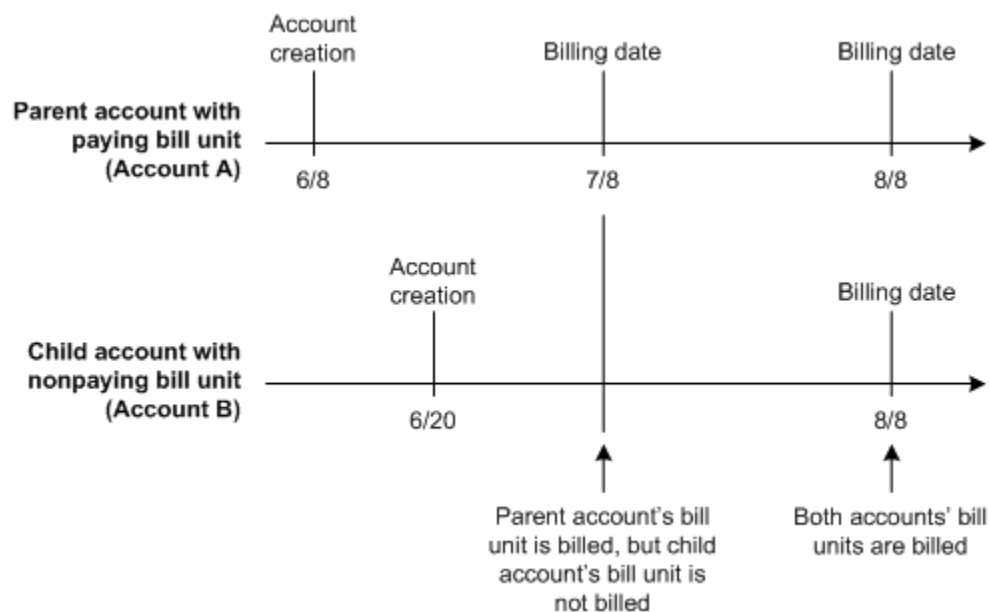 Account
creation
Billing date
Billing date
Parent account with
paying bill unit
(Account A)
6/8
7/8
8/8
Account
creation
Billing date
Child account with
nonpaying bill unit
(Account B)
6/20
8/8
Parent account's bill
unit is billed, but child
account's bill unit is
not billed
Both accounts' bill
units are billed